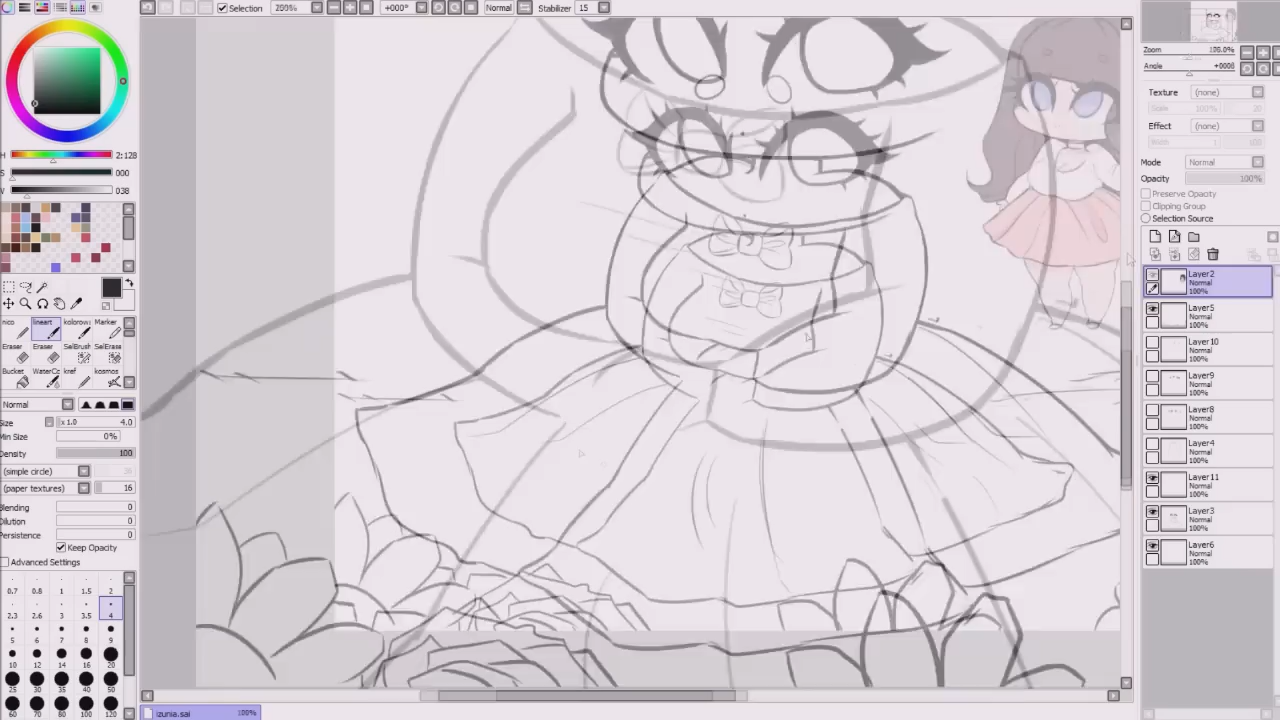 Selection
+000°
Normal
Stabilizer
15
Zoom
Angle
+0006
Texture
(none)
Scale
100%
20
Effect
(none)
Width
1
100
Mode
Normal
Opacity
100%
Preserve Opacity
Clipping Group
Selection Source
H
2:128
S
000
V
038
nico
lineart
kolorow
Marker
Eraser
Eraser
SelBrush
SelErase
Bucket
WaterCo
kref
kosmos
Normal
Size
x 1.0
4.0
Min Size
0%
Density
100
(simple circle)
(paper textures)
16
Blending
0
Dilution
0
Persistence
0
Keep Opacity
Advanced Settings
0.7
0.8
1
1.5
2
2.3
2.6
3
3.5
4
5
6
7
8
9
10
12
14
16
20
25
30
35
40
50
60
70
80
100
120
Layer2
Normal
100%
Layer5
Normal
100%
Layer10
Normal
100%
Layer9
Normal
100%
Layer8
Normal
100%
Layer4
Normal
100%
Layer11
Normal
100%
Layer3
Normal
100%
Layer6
Normal
100%
izunia.sai
100%